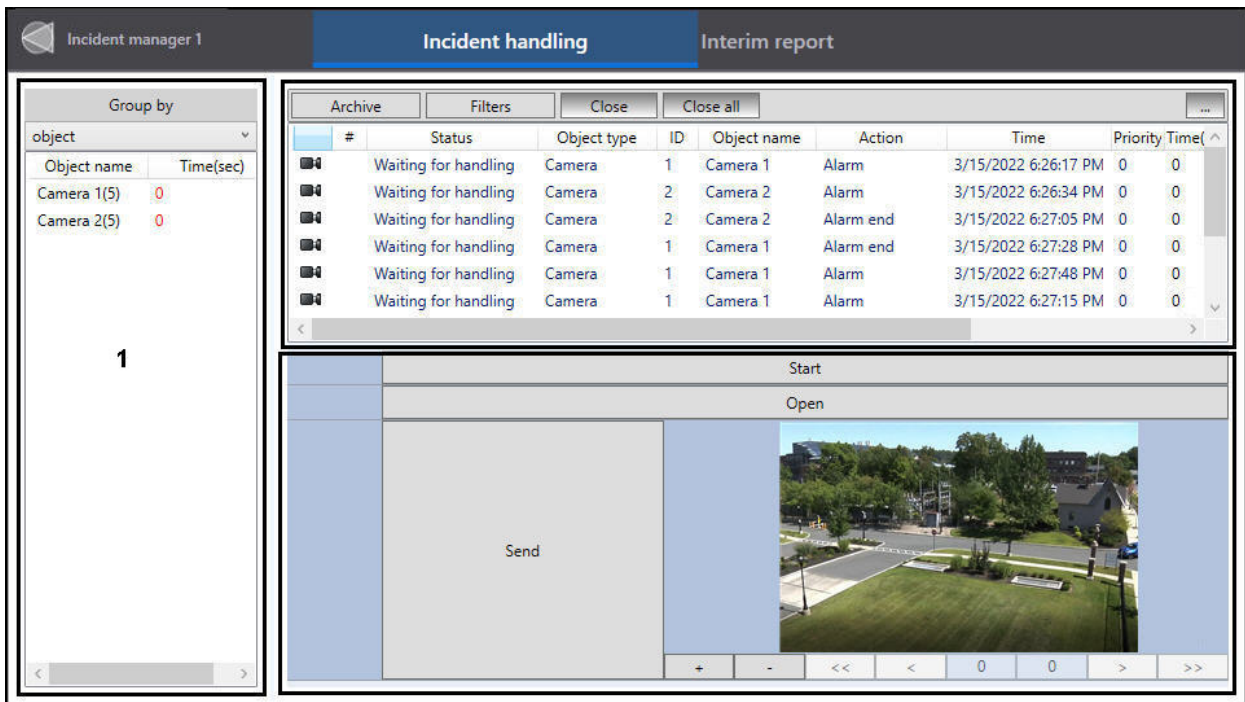 Incident manager 1
Incident handling
Interim report
Group by
object
Object name Time(sec)
Camera 1(5) 0
Camera 2(5) 0
1
Archive Filters Close Close all ...
# Status Object type ID Object name Action Time Priority Time(
Waiting for handling Camera 1 Camera 1 Alarm 3/15/2022 6:26:17 PM 0 0
Waiting for handling Camera 2 Camera 2 Alarm 3/15/2022 6:26:34 PM 0 0
Waiting for handling Camera 2 Camera 2 Alarm end 3/15/2022 6:27:05 PM 0 0
Waiting for handling Camera 1 Camera 1 Alarm end 3/15/2022 6:27:28 PM 0 0
Waiting for handling Camera 1 Camera 1 Alarm 3/15/2022 6:27:48 PM 0 0
Waiting for handling Camera 1 Camera 1 Alarm 3/15/2022 6:27:15 PM 0 0
Start
Open
Send
+ - << < 0 0 > >>